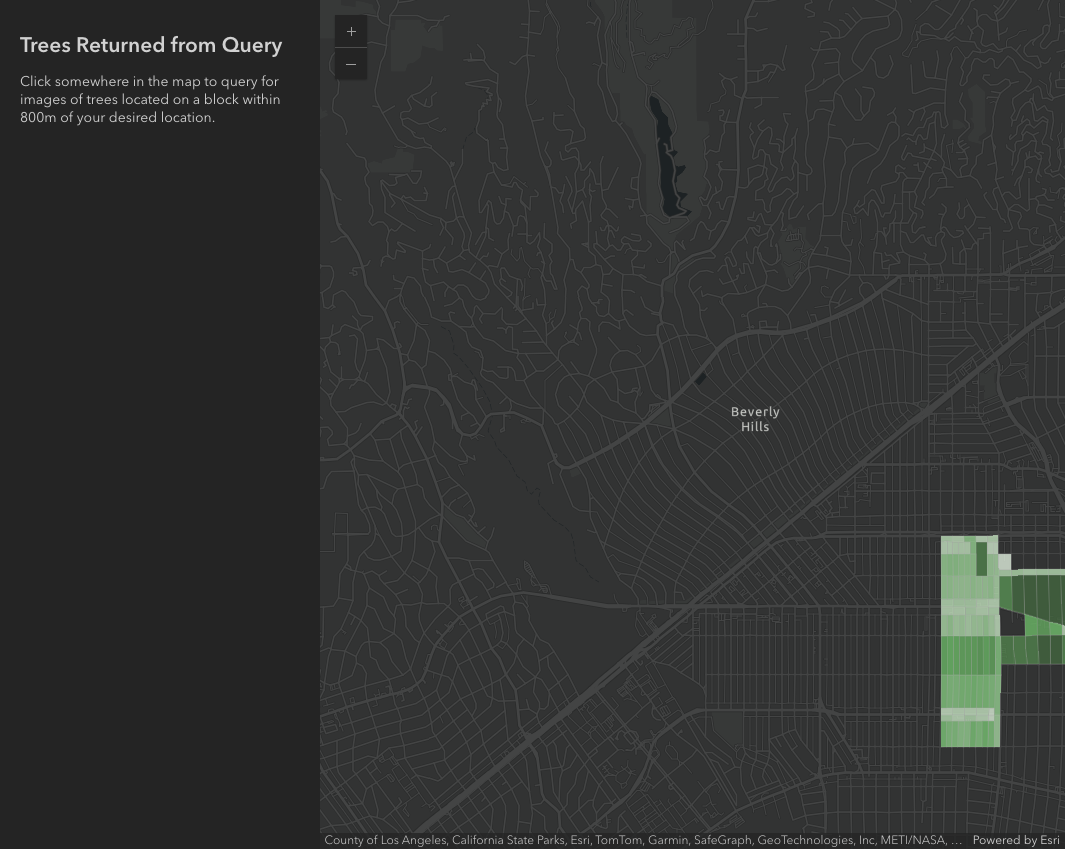 Trees Returned from Query
Click somewhere in the map to query for
images of trees located on a block within
800m of your desired location.
+
−
Beverly
Hills
County of Los Angeles, California State Parks, Esri, TomTom, Garmin, SafeGraph, GeoTechnologies, Inc, METI/NASA, … Powered by Esri